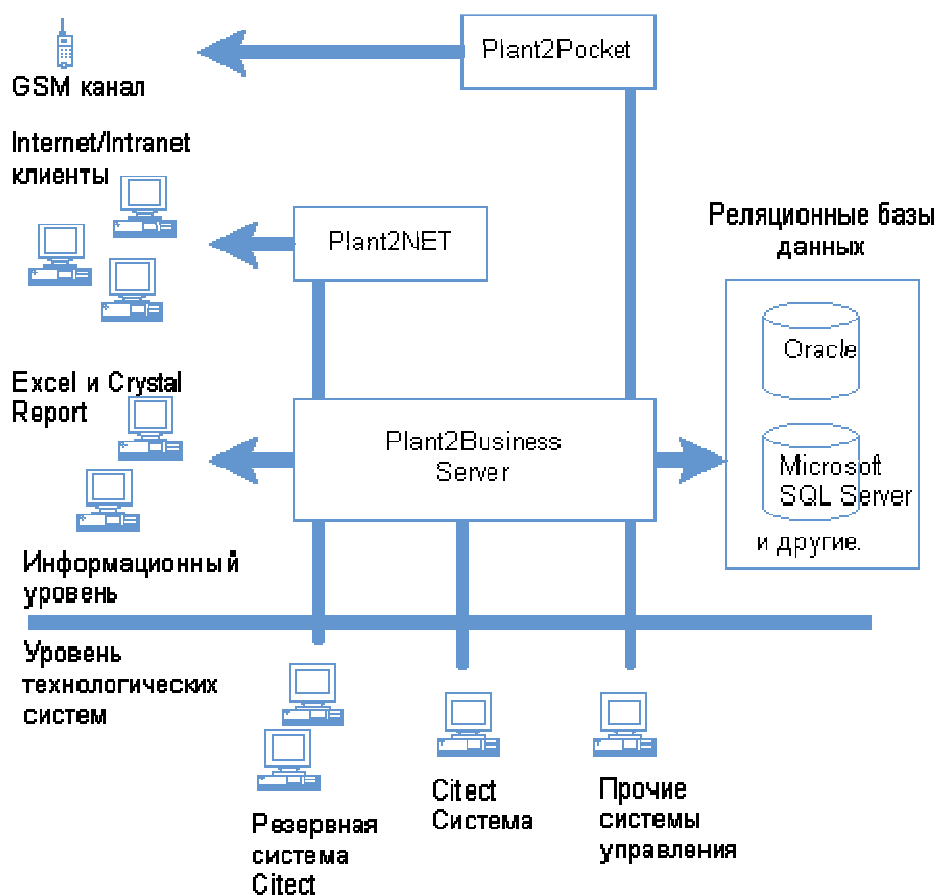 Plant2Pocket
GSM канал
Internet/Intranet
клиенты
Plant2NET
Реляционные базы
данных
Oracle
Excel и Crystal
Report
Plant2Business
Server
Microsoft
SQL Server
и другие.
Информационный
уровень
Уровень
технологических
систем
Резервная
система
Citect
Citect
Система
Прочие
системы
управления